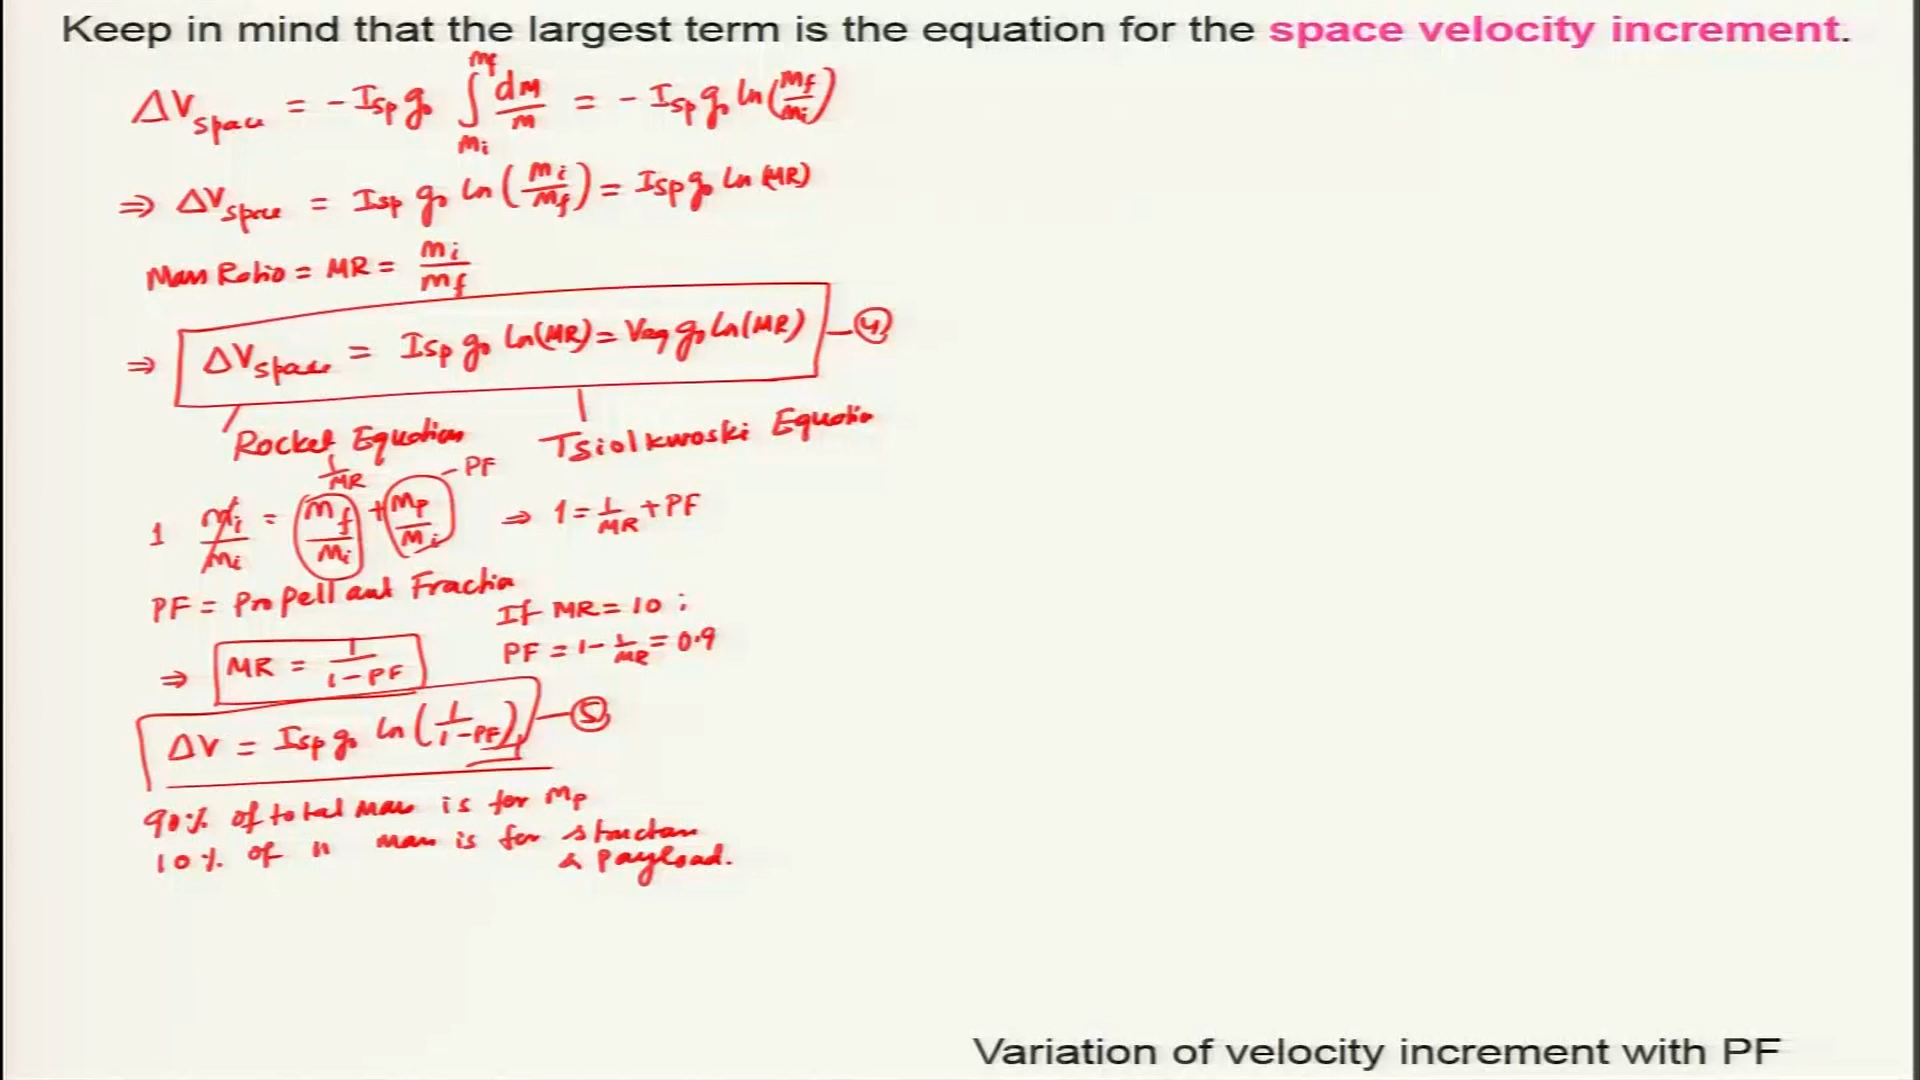 Keep in mind that the largest term is the equation for the space velocity increment.
ΔV_space = - Isp g₀ ∫_{Mi}^{Mf} dM/m = - Isp g₀ ln(Mf/Mi)
⇒ ΔV_space = Isp g₀ ln(Mi/Mf) = Isp g₀ ln(MR)
Mass Ratio = MR = mi/mf
⇒ ΔV_space = Isp g₀ ln(MR) = Veq g₀ ln(MR) — ④
Rocket Equation Tsiolkwoski Equation
1/MR — PF
1 mi/mi = mf/mi + mp/mi ⇒ 1 = 1/MR + PF
PF = Propellant Fraction
If MR = 10 ;
⇒ MR = 1/(1-PF)
PF = 1 - 1/MR = 0.9
ΔV = Isp g₀ ln(1/(1-PF)) — ⑤
90% of total mass is for mp
10% of " mass is for structure
& Payload.
Variation of velocity increment with PF